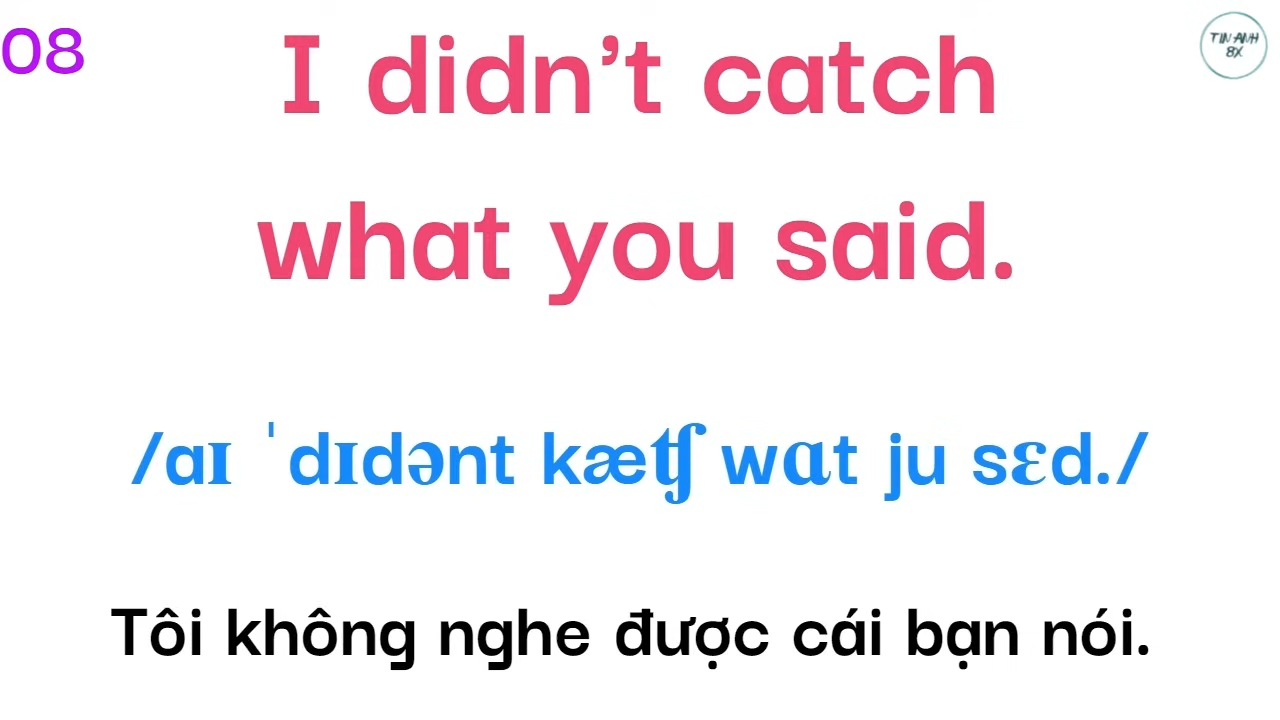 08
TIN ANH
8X
I didn’t catch
what you said.
/aɪ ˈdɪdənt kæʧ wɑt ju sɛd./
Tôi không nghe được cái bạn nói.